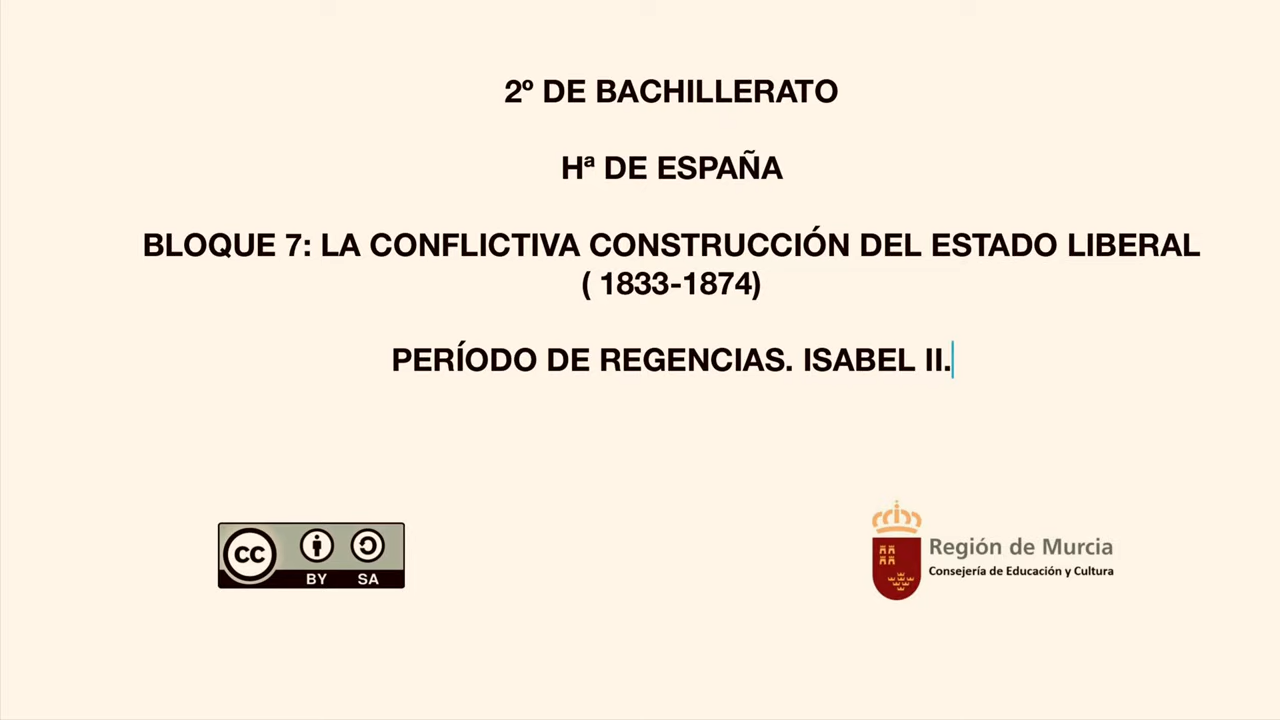 2º DE BACHILLERATO
Hª DE ESPAÑA
BLOQUE 7: LA CONFLICTIVA CONSTRUCCIÓN DEL ESTADO LIBERAL
( 1833-1874)
PERÍODO DE REGENCIAS. ISABEL II.
CC
BY SA
Región de Murcia
Consejería de Educación y Cultura